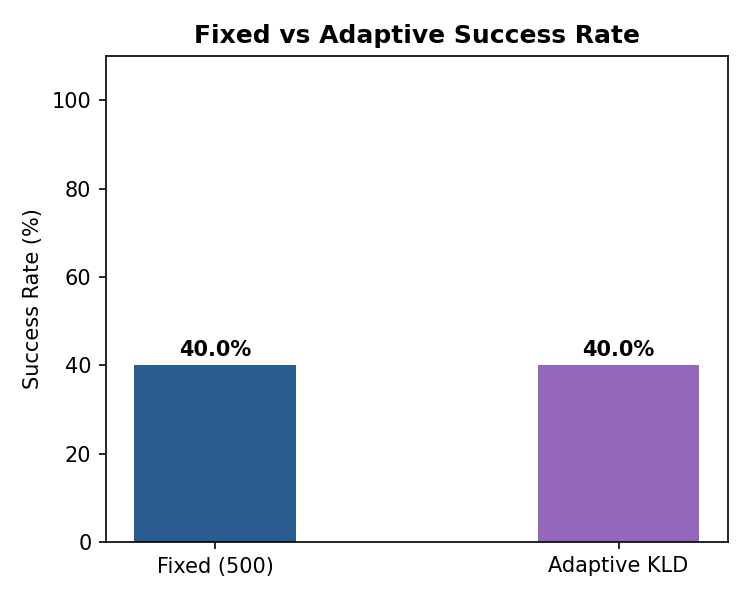 Fixed vs Adaptive Success Rate
Success Rate (%)
100
80
60
40
20
0
40.0%
40.0%
Fixed (500)
Adaptive KLD